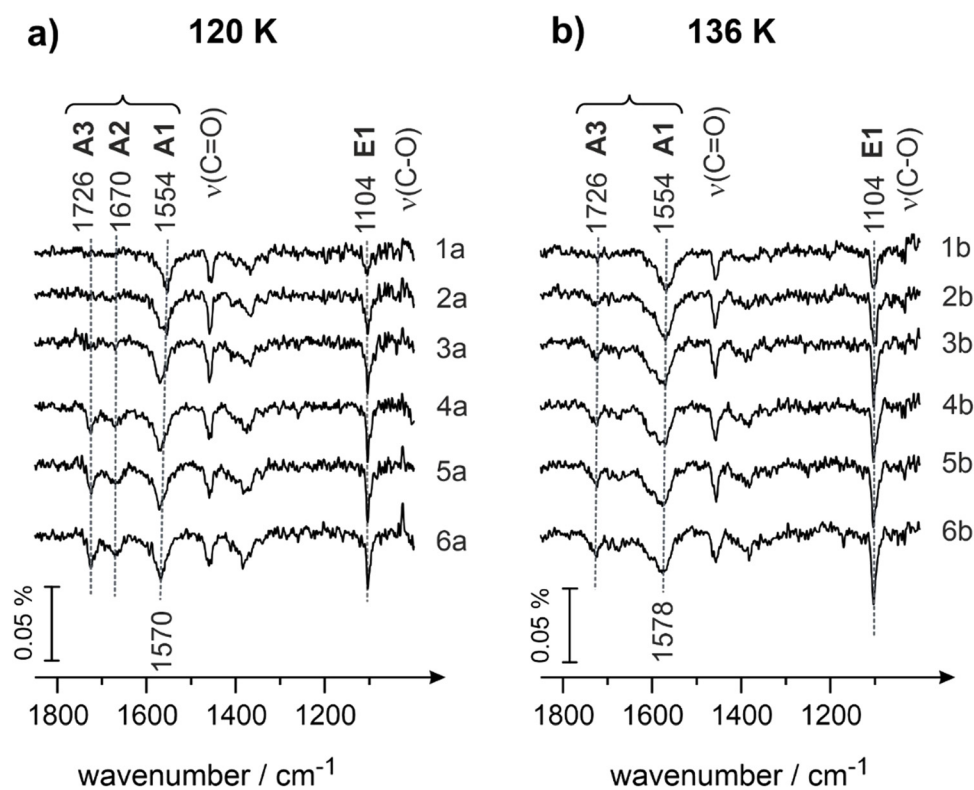 a) 120 K
1726 A3
1670 A2
1554 A1
ν(C=O)
1104 E1
ν(C-O)
1a
2a
3a
4a
5a
6a
0.05 %
1570
1800 1600 1400 1200
wavenumber / cm-1
b) 136 K
1726 A3
1554 A1
ν(C=O)
1104 E1
ν(C-O)
1b
2b
3b
4b
5b
6b
0.05 %
1578
1800 1600 1400 1200
wavenumber / cm-1